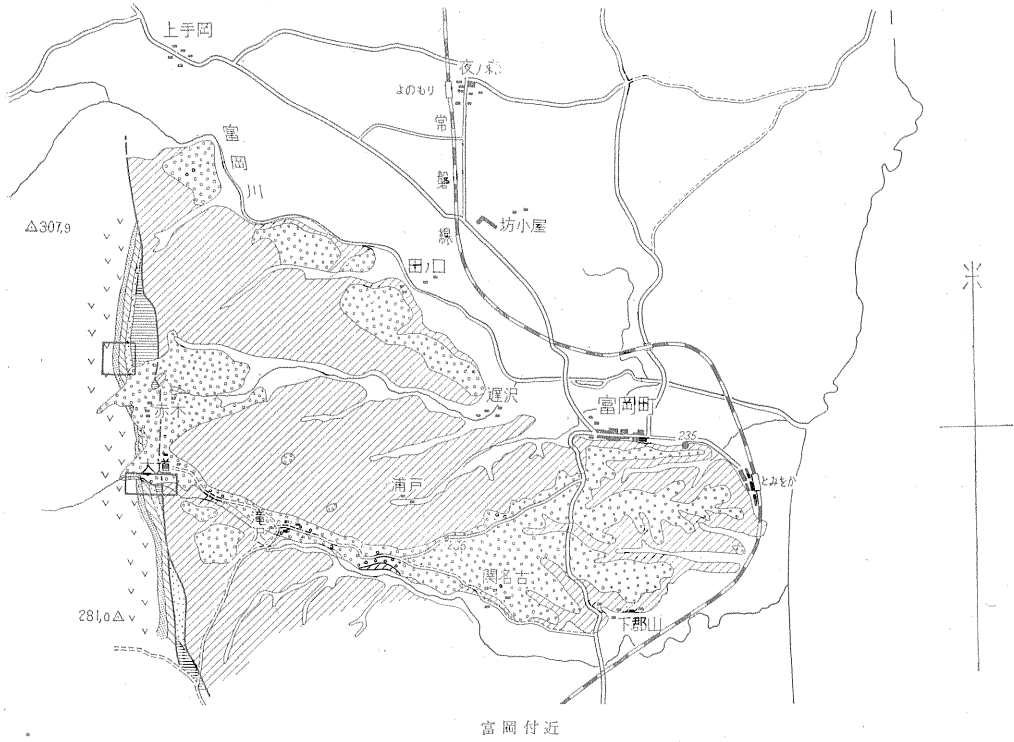 上手岡
夜ノ森
よのもり
富岡川
常磐線
△307,9
坊小屋
田ノ口
遅沢
赤木
富岡町
235
大道
とみをか
浦戸
236
関名古
281,0△
下郡山
富岡付近